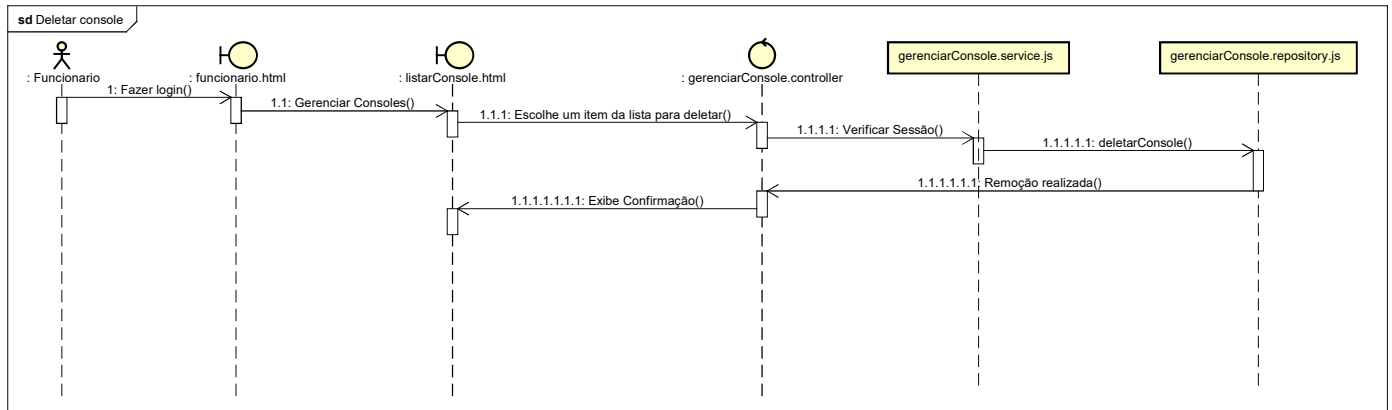 sd Deletar console
: Funcionario
: funcionario.html
: listarConsole.html
: gerenciarConsole.controller
gerenciarConsole.service.js
gerenciarConsole.repository.js
1: Fazer login()
1.1: Gerenciar Consoles()
1.1.1: Escolhe um item da lista para deletar()
1.1.1.1: Verificar Sessão()
1.1.1.1.1: deletarConsole()
1.1.1.1.1.1: Remoção realizada()
1.1.1.1.1.1.1: Exibe Confirmação()